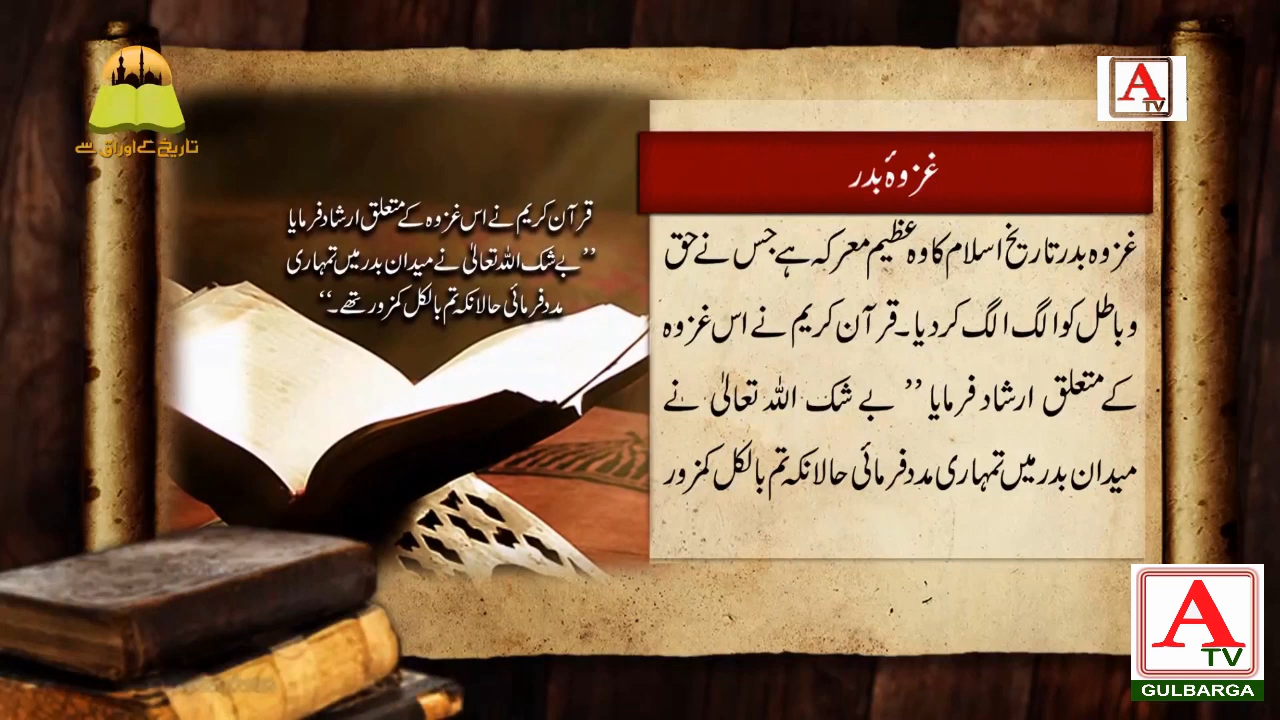 تاریخ کے اوراق سے
A
TV
غزوۂ بدر
قرآن کریم نے اس غزوہ کے متعلق ارشاد فرمایا
”بے شک اللہ تعالیٰ نے میدان بدر میں تمہاری
مدد فرمائی حالانکہ تم بالکل کمزور تھے۔“
غزوہ بدر تاریخ اسلام کا وہ عظیم معرکہ ہے جس نے حق
و باطل کو الگ الگ کر دیا۔ قرآن کریم نے اس غزوہ
کے متعلق ارشاد فرمایا ” بے شک اللہ تعالیٰ نے
میدان بدر میں تمہاری مدد فرمائی حالانکہ تم بالکل کمزور
A
TV
GULBARGA